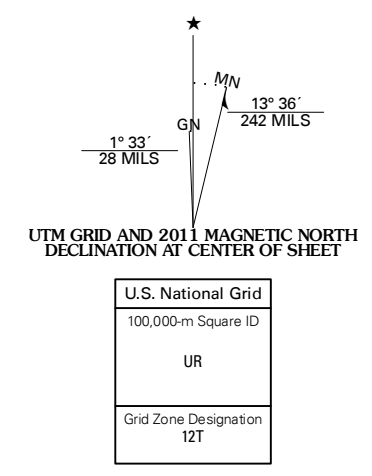 ★
MN
GN
13° 36´
242 MILS
1° 33´
28 MILS
UTM GRID AND 2011 MAGNETIC NORTH
DECLINATION AT CENTER OF SHEET
U.S. National Grid
100,000-m Square ID
UR
Grid Zone Designation
12T